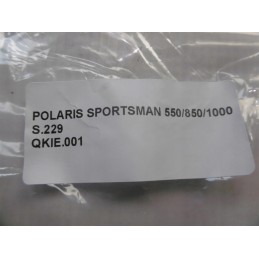 POLARIS SPORTSMAN 550/850/1000
S.229
QKIE.001